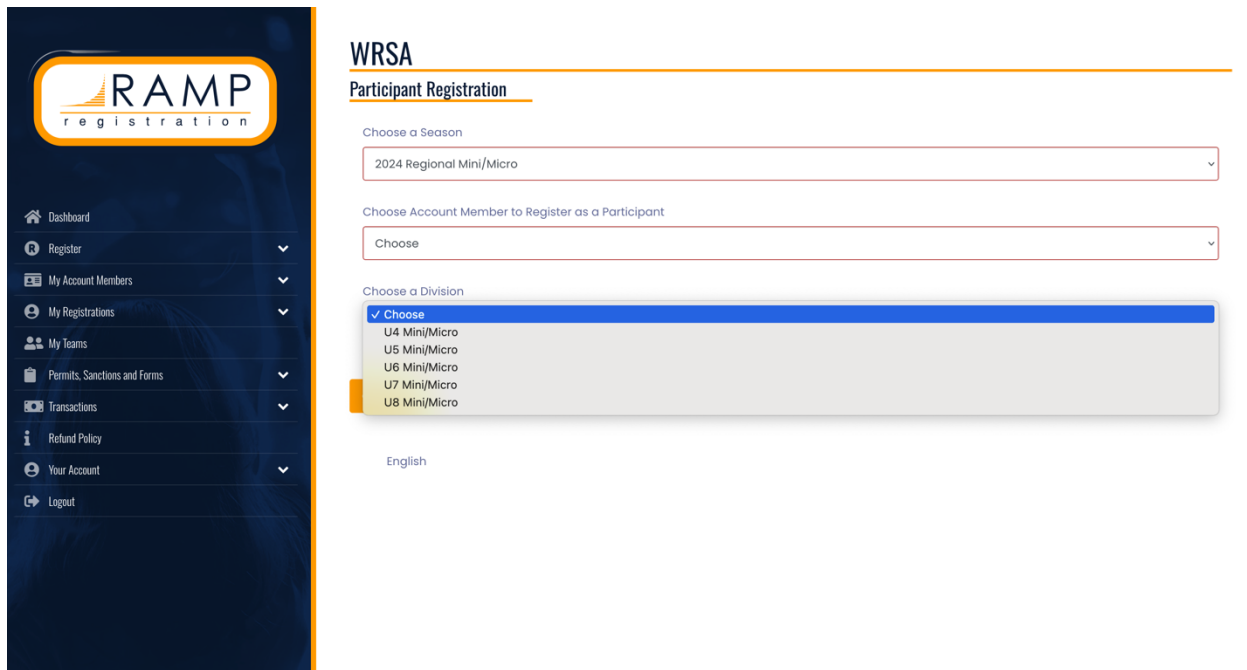 RAMP
registration
Dashboard
Register
My Account Members
My Registrations
My Teams
Permits, Sanctions and Forms
Transactions
Refund Policy
Your Account
Logout
WRSA
Participant Registration
Choose a Season
2024 Regional Mini/Micro
Choose Account Member to Register as a Participant
Choose
Choose a Division
✓ Choose
U4 Mini/Micro
U5 Mini/Micro
U6 Mini/Micro
U7 Mini/Micro
U8 Mini/Micro
English